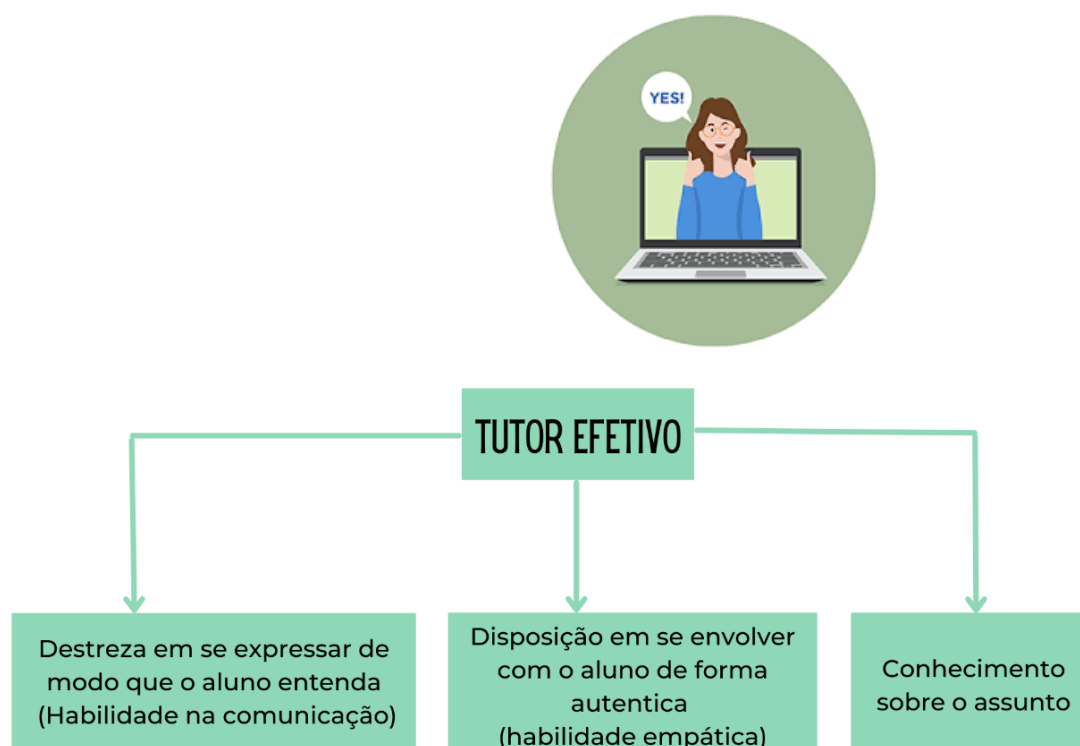 YES!
TUTOR EFETIVO
Destreza em se expressar de
modo que o aluno entenda
(Habilidade na comunicação)
Disposição em se envolver
com o aluno de forma
autentica
(habilidade empática)
Conhecimento
sobre o assunto